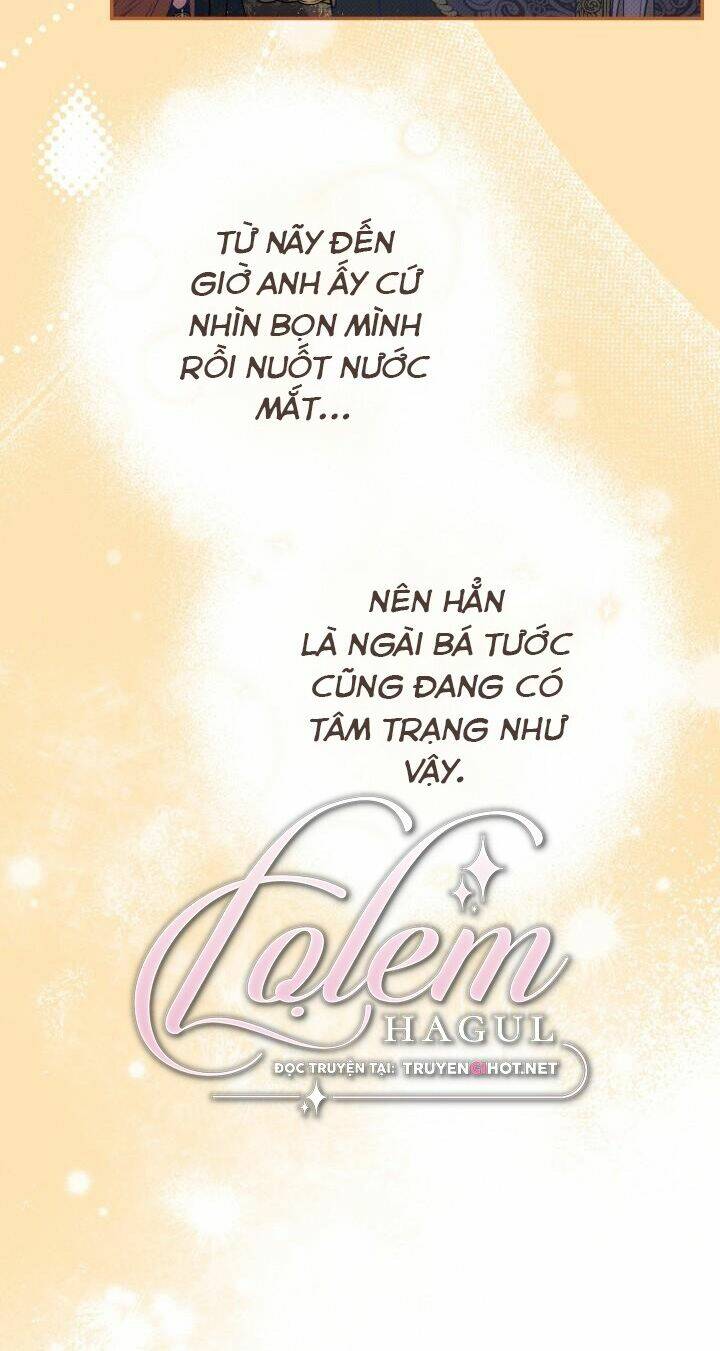 TỪ NÃY ĐẾN
GIỜ ANH ẤY CỨ
NHÌN BỌN MÌNH
RỒI NUỐT NƯỚC
MẮT...
NÊN HẲN
LÀ NGÀI BÁ TƯỚC
CŨNG ĐANG CÓ
TÂM TRẠNG NHƯ
VẬY.
Lọlem
HAGUL
ĐỌC TRUYỆN TẠI: TRUYENGIHOT.NET